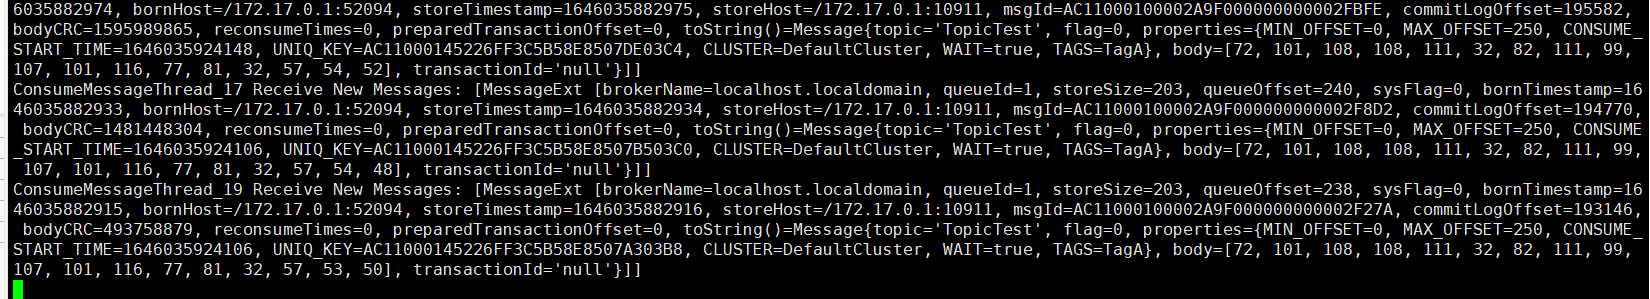 6035882974, bornHost=/172.17.0.1:52094, storeTimestamp=1646035882975, storeHost=/172.17.0.1:10911, msgId=AC11000100002A9F000000000002FBFE, commitLogOffset=195582,
bodyCRC=1595989865, reconsumeTimes=0, preparedTransactionOffset=0, toString()=Message{topic='TopicTest', flag=0, properties={MIN_OFFSET=0, MAX_OFFSET=250, CONSUME_
START_TIME=1646035924148, UNIQ_KEY=AC11000145226FF3C5B58E8507DE03C4, CLUSTER=DefaultCluster, WAIT=true, TAGS=TagA}, body=[72, 101, 108, 108, 111, 32, 82, 111, 99,
107, 101, 116, 77, 81, 32, 57, 54, 52], transactionId='null'}]]
ConsumeMessageThread_17 Receive New Messages: [MessageExt [brokerName=localhost.localdomain, queueId=1, storeSize=203, queueOffset=240, sysFlag=0, bornTimestamp=16
46035882933, bornHost=/172.17.0.1:52094, storeTimestamp=1646035882934, storeHost=/172.17.0.1:10911, msgId=AC11000100002A9F000000000002F8D2, commitLogOffset=194770,
bodyCRC=1481448304, reconsumeTimes=0, preparedTransactionOffset=0, toString()=Message{topic='TopicTest', flag=0, properties={MIN_OFFSET=0, MAX_OFFSET=250, CONSUME
_START_TIME=1646035924106, UNIQ_KEY=AC11000145226FF3C5B58E8507B503C0, CLUSTER=DefaultCluster, WAIT=true, TAGS=TagA}, body=[72, 101, 108, 108, 111, 32, 82, 111, 99,
107, 101, 116, 77, 81, 32, 57, 54, 48], transactionId='null'}]]
ConsumeMessageThread_19 Receive New Messages: [MessageExt [brokerName=localhost.localdomain, queueId=1, storeSize=203, queueOffset=238, sysFlag=0, bornTimestamp=16
46035882915, bornHost=/172.17.0.1:52094, storeTimestamp=1646035882916, storeHost=/172.17.0.1:10911, msgId=AC11000100002A9F000000000002F27A, commitLogOffset=193146,
bodyCRC=493758879, reconsumeTimes=0, preparedTransactionOffset=0, toString()=Message{topic='TopicTest', flag=0, properties={MIN_OFFSET=0, MAX_OFFSET=250, CONSUME_
START_TIME=1646035924106, UNIQ_KEY=AC11000145226FF3C5B58E8507A303B8, CLUSTER=DefaultCluster, WAIT=true, TAGS=TagA}, body=[72, 101, 108, 108, 111, 32, 82, 111, 99,
107, 101, 116, 77, 81, 32, 57, 53, 50], transactionId='null'}]]